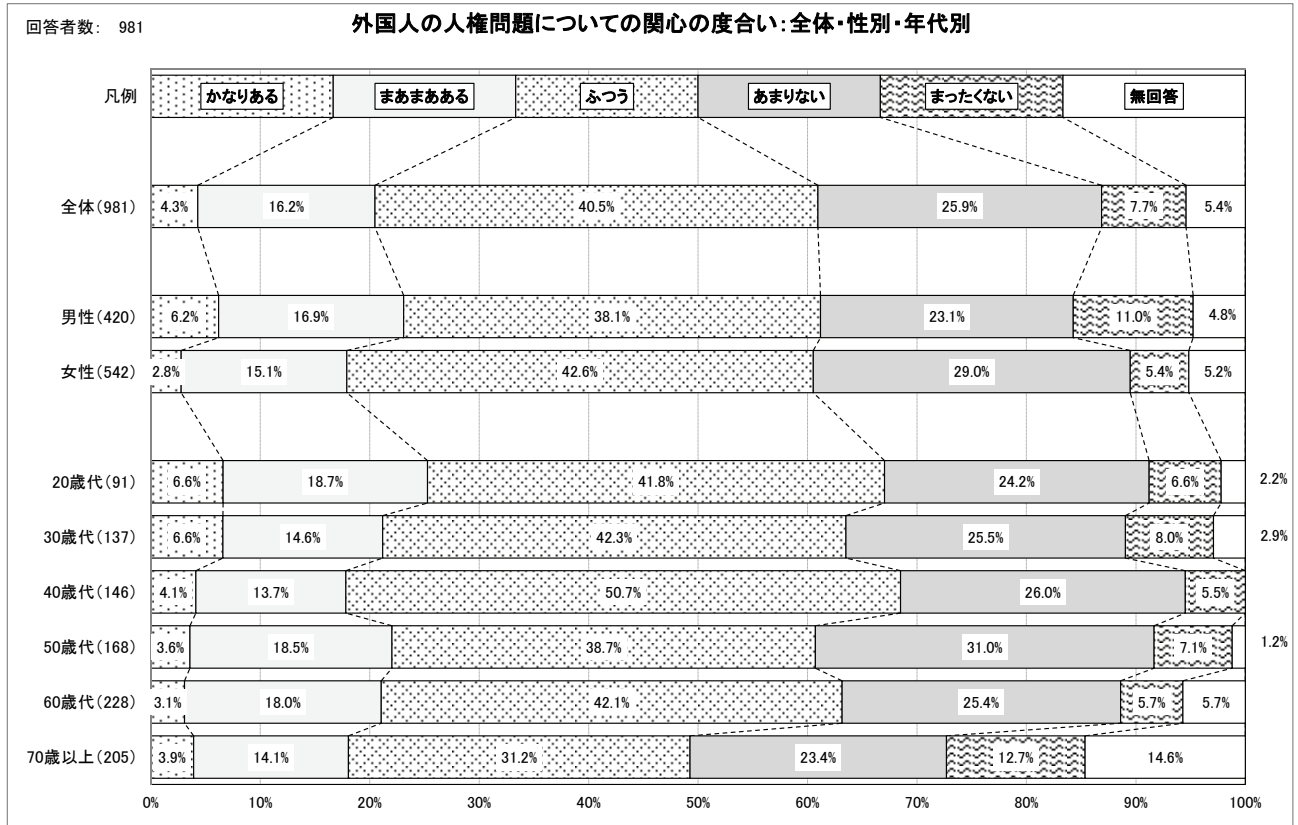 外国人の人権問題についての関心の度合い:全体・性別・年代別
回答者数: 981
凡例 かなりある まあまあある ふつう あまりない まったくない 無回答
全体(981) 4.3% 16.2% 40.5% 25.9% 7.7% 5.4%
男性(420) 6.2% 16.9% 38.1% 23.1% 11.0% 4.8%
女性(542) 2.8% 15.1% 42.6% 29.0% 5.4% 5.2%
20歳代(91) 6.6% 18.7% 41.8% 24.2% 6.6% 2.2%
30歳代(137) 6.6% 14.6% 42.3% 25.5% 8.0% 2.9%
40歳代(146) 4.1% 13.7% 50.7% 26.0% 5.5%
50歳代(168) 3.6% 18.5% 38.7% 31.0% 7.1% 1.2%
60歳代(228) 3.1% 18.0% 42.1% 25.4% 5.7% 5.7%
70歳以上(205) 3.9% 14.1% 31.2% 23.4% 12.7% 14.6%
0% 10% 20% 30% 40% 50% 60% 70% 80% 90% 100%